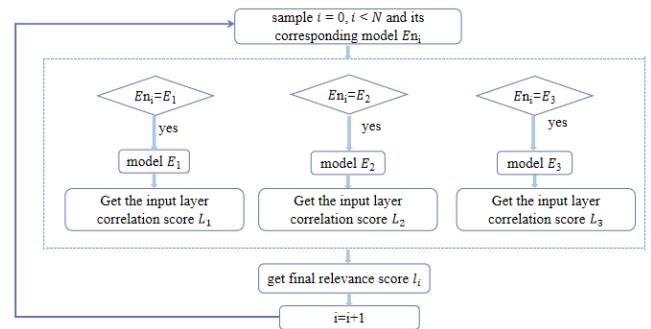 sample i = 0, i < N and its
corresponding model Eni
Eni=E1
Eni=E2
Eni=E3
yes
yes
yes
model E1
model E2
model E3
Get the input layer
correlation score L1
Get the input layer
correlation score L2
Get the input layer
correlation score L3
get final relevance score li
i=i+1